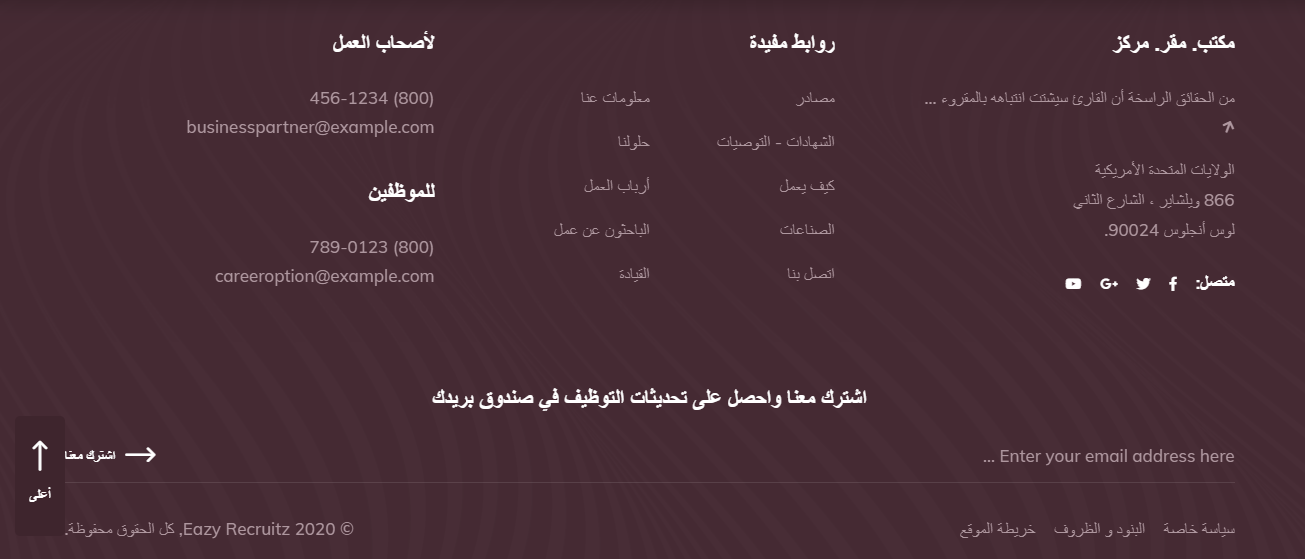 مكتب. مقر. مركز
من الحقائق الراسخة أن القارئ سيشتت انتباهه بالمقروء ...
الولايات المتحدة الأمريكية
866 ويلشاير ، الشارع الثاني
لوس أنجلوس 90024.
متصل:
روابط مفيدة
مصادر
الشهادات - التوصيات
كيف يعمل
الصناعات
اتصل بنا
معلومات عنا
حلولنا
أرباب العمل
الباحثون عن عمل
القيادة
لأصحاب العمل
(800) 456-1234
businesspartner@example.com
للموظفين
(800) 789-0123
careeroption@example.com
اشترك معنا واحصل على تحديثات التوظيف في صندوق بريدك
Enter your email address here ...
اشترك معنا
أعلى
سياسة خاصة
البنود و الظروف
خريطة الموقع
© 2020 Eazy Recruitz, كل الحقوق محفوظة.